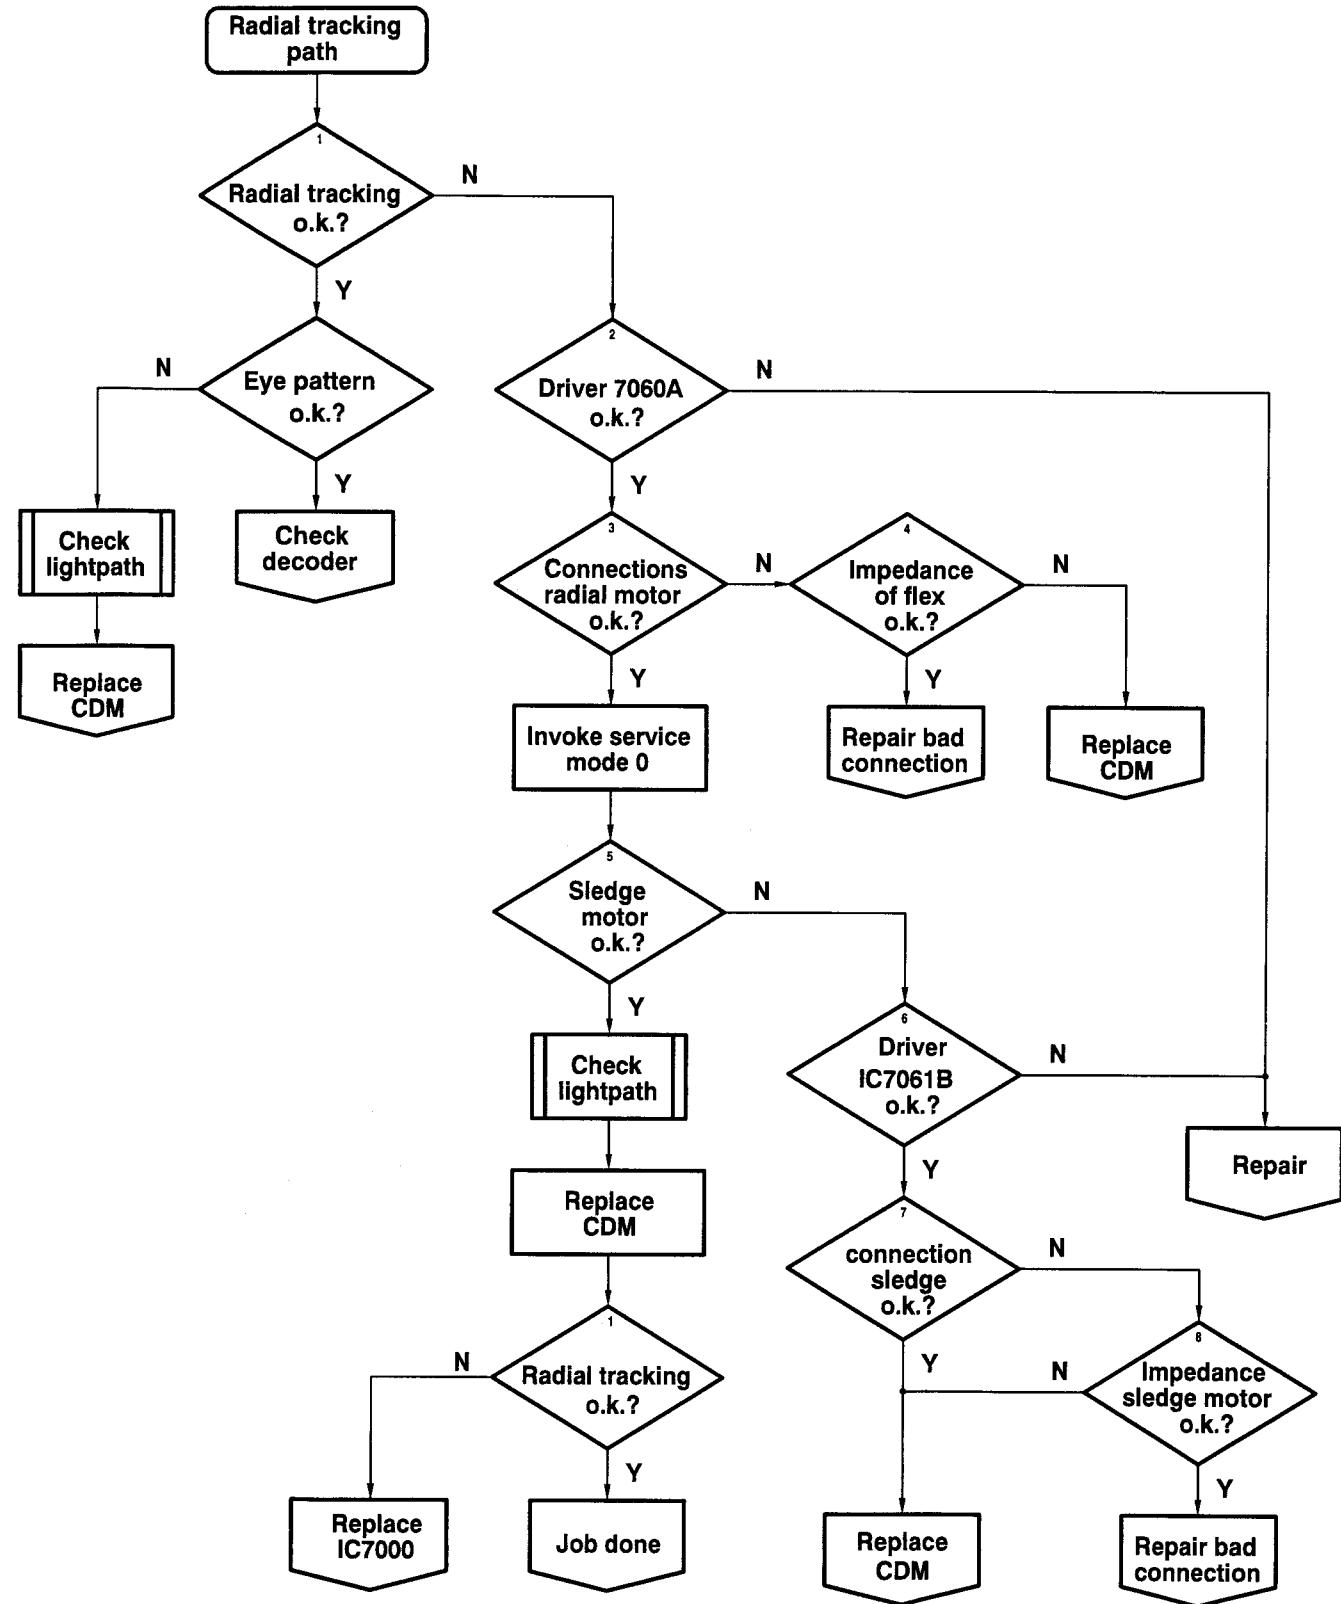 Radial tracking
path
1
Radial tracking
o.k.?
N
Y
Eye pattern
o.k.?
N
Y
2
Driver 7060A
o.k.?
N
Y
Check
lightpath
Check
decoder
Replace
CDM
3
Connections
radial motor
o.k.?
N
Y
4
Impedance
of flex
o.k.?
N
Y
Invoke service
mode 0
Repair bad
connection
Replace
CDM
5
Sledge
motor
o.k.?
N
Y
Check
lightpath
6
Driver
IC7061B
o.k.?
N
Y
Repair
Replace
CDM
7
connection
sledge
o.k.?
N
Y
1
Radial tracking
o.k.?
N
Y
8
Impedance
sledge motor
o.k.?
N
Y
Replace
IC7000
Job done
Replace
CDM
Repair bad
connection